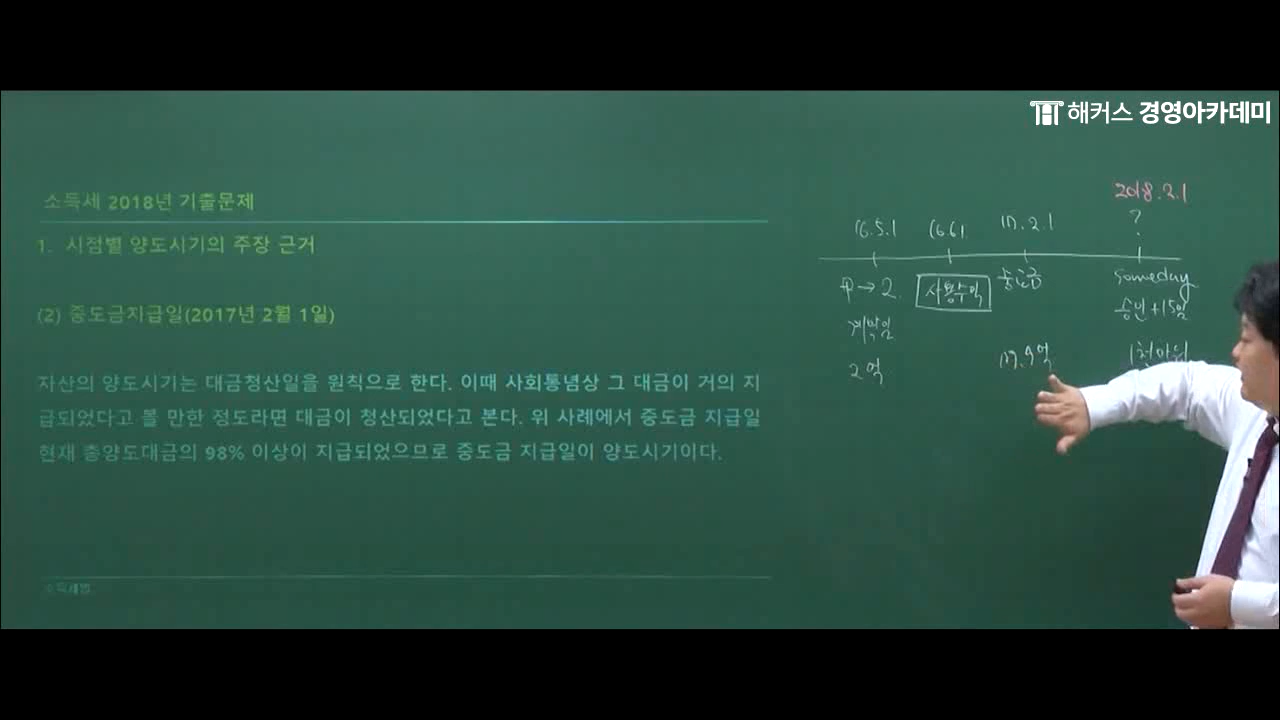 해커스 경영아카데미
소득세 2018년 기출문제
1. 시점별 양도시기의 주장 근거
(2) 중도금지급일(2017년 2월 1일)
자산의 양도시기는 대금청산일을 원칙으로 한다. 이때 사회통념상 그 대금이 거의 지
급되었다고 볼 만한 정도라면 대금이 청산되었다고 본다. 위 사례에서 중도금 지급일
현재 총양도대금의 98% 이상이 지급되었으므로 중도금 지급일이 양도시기이다.
소득세법
2018.2.1
16.5.1 16.6.1 17.2.1 ?
甲→乙 사용수익 중도금 someday
계약일 승인+15일
2억 9억 1천만원